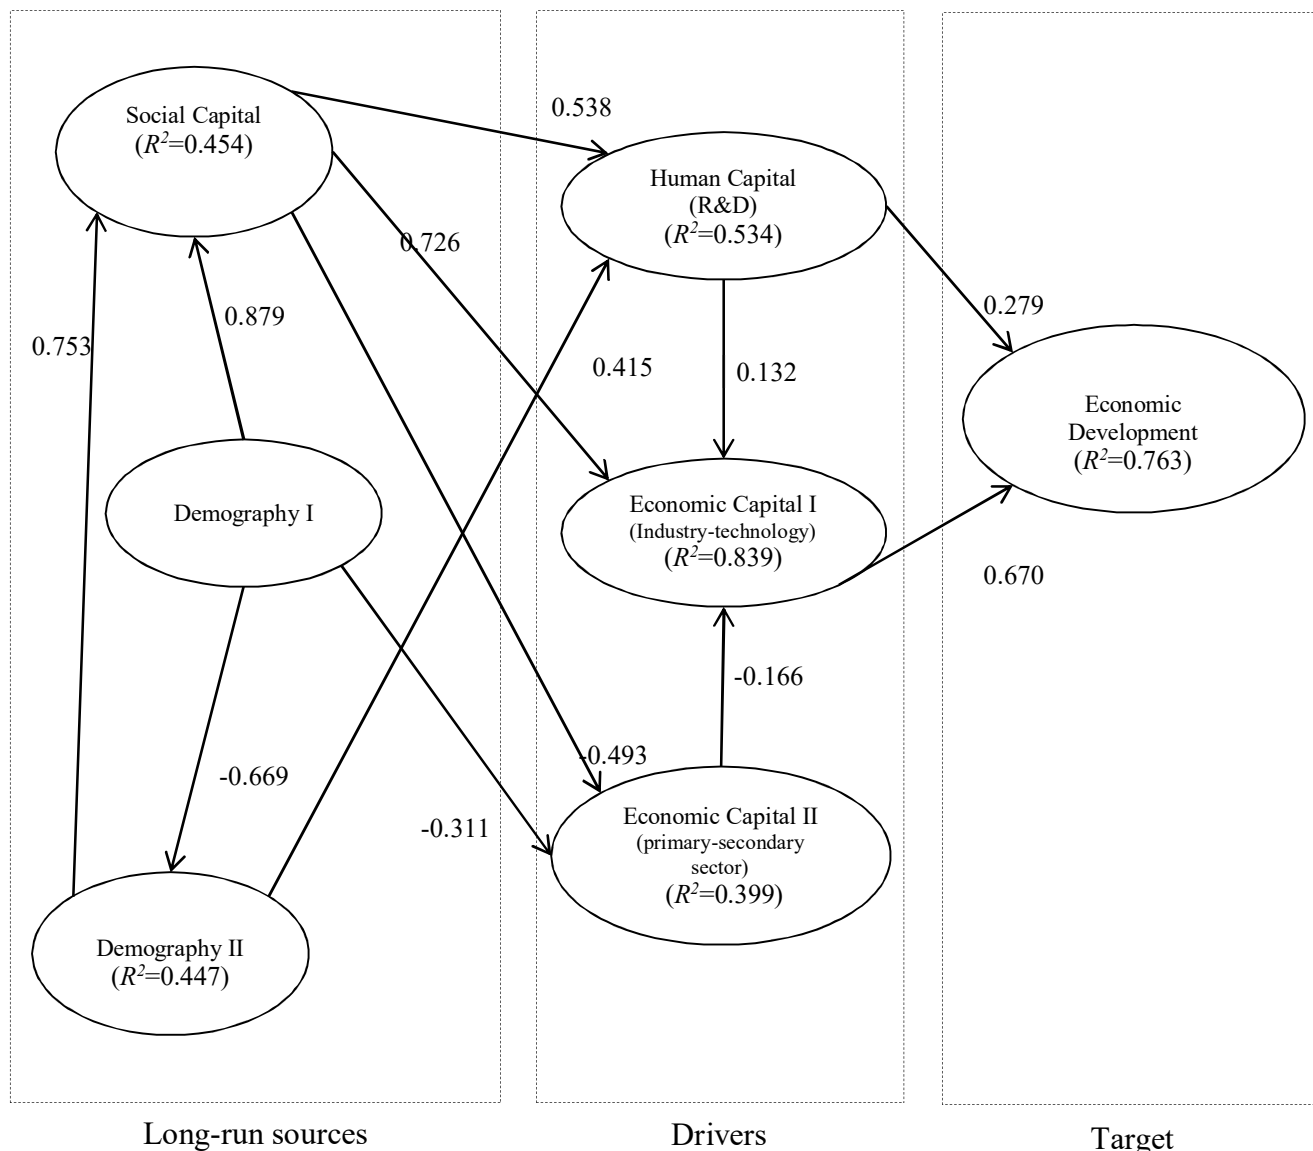 Social Capital
(R²=0.454)
0.538
Human Capital
(R&D)
(R²=0.534)
0.726
0.879
0.753
0.415
0.132
0.279
Economic
Development
(R²=0.763)
Demography I
Economic Capital I
(Industry-technology)
(R²=0.839)
0.670
-0.166
-0.493
-0.669
-0.311
Economic Capital II
(primary-secondary
sector)
(R²=0.399)
Demography II
(R²=0.447)
Long-run sources
Drivers
Target